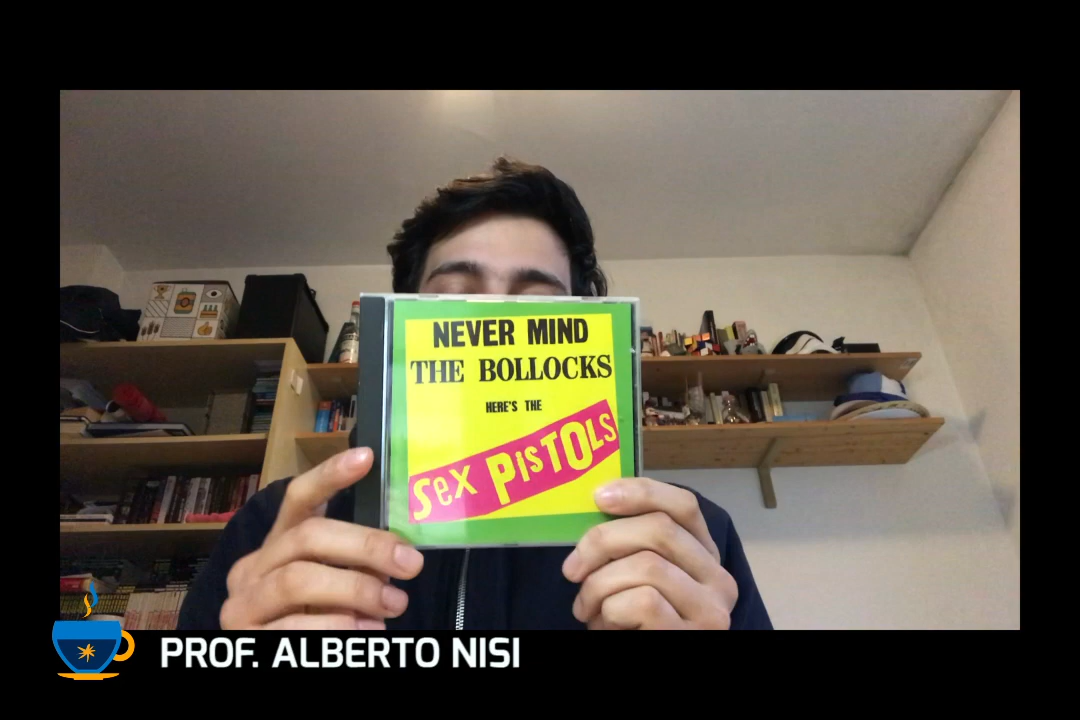 NEVER MIND
THE BOLLOCKS
HERE'S THE
Sex PisTOLS
PROF. ALBERTO NISI